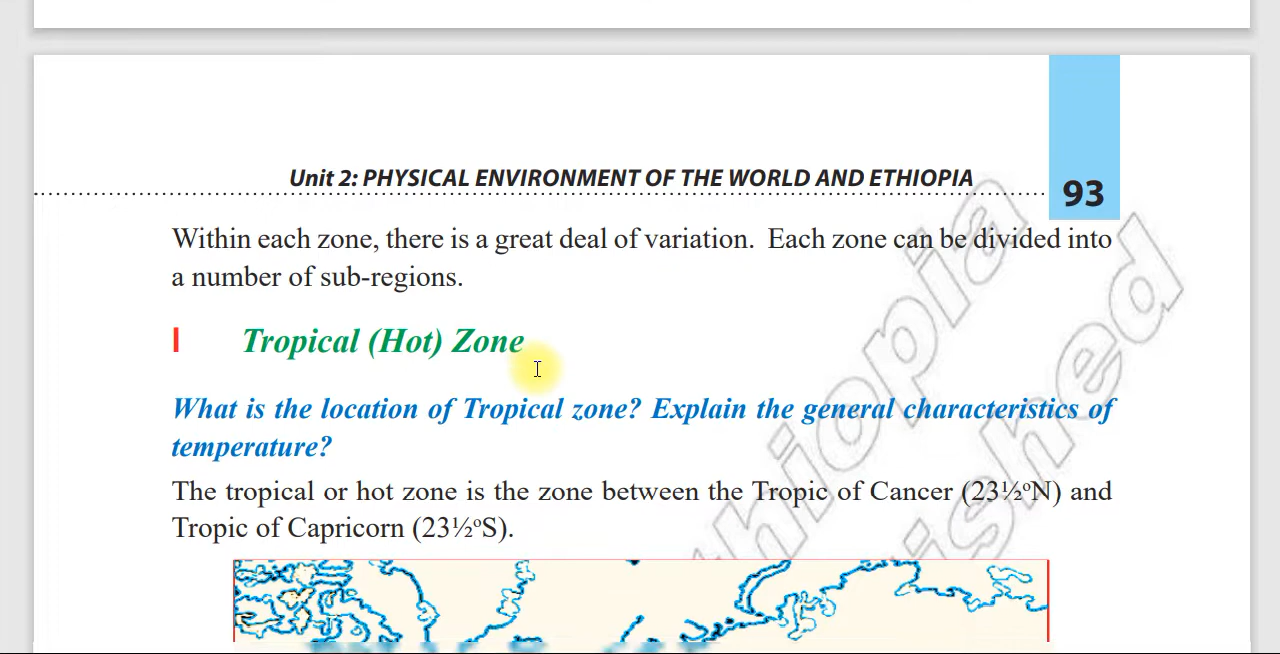 Unit 2: PHYSICAL ENVIRONMENT OF THE WORLD AND ETHIOPIA
93
Within each zone, there is a great deal of variation. Each zone can be divided into
a number of sub-regions.
I Tropical (Hot) Zone
What is the location of Tropical zone? Explain the general characteristics of
temperature?
The tropical or hot zone is the zone between the Tropic of Cancer (23½ºN) and
Tropic of Capricorn (23½ºS).